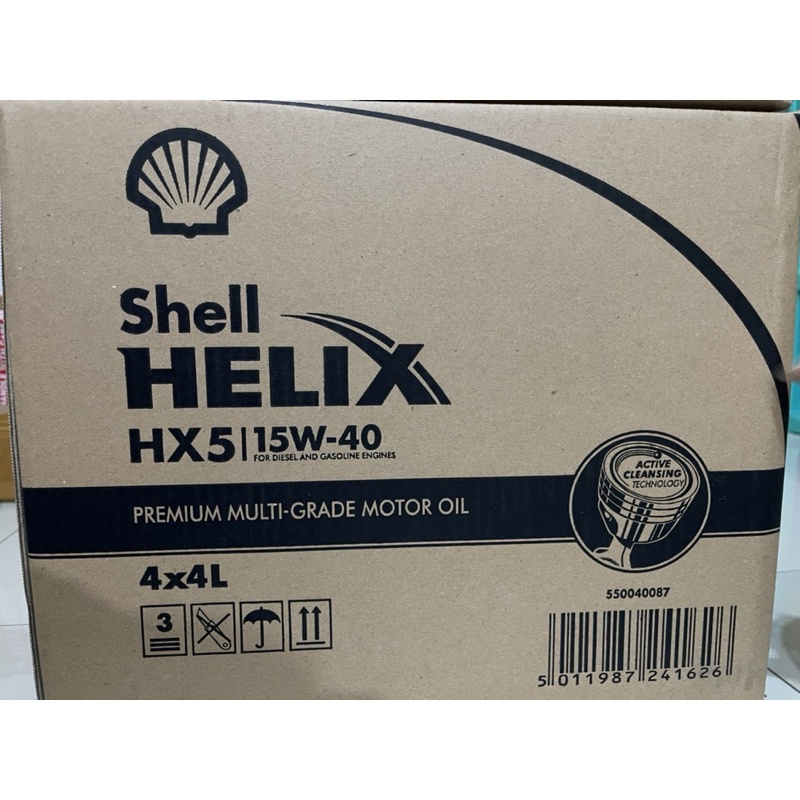 Shell
HELIX
HX5 | 15W-40
FOR DIESEL AND GASOLINE ENGINES
ACTIVE
CLEANSING
TECHNOLOGY
PREMIUM MULTI-GRADE MOTOR OIL
4x4L
3
550040087
5 011987 241626